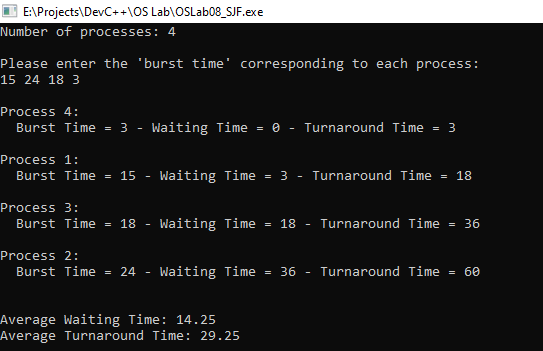 E:\Projects\DevC++\OS Lab\OSLab08_SJF.exe
Number of processes: 4
Please enter the 'burst time' corresponding to each process:
15 24 18 3
Process 4:
  Burst Time = 3 - Waiting Time = 0 - Turnaround Time = 3
Process 1:
  Burst Time = 15 - Waiting Time = 3 - Turnaround Time = 18
Process 3:
  Burst Time = 18 - Waiting Time = 18 - Turnaround Time = 36
Process 2:
  Burst Time = 24 - Waiting Time = 36 - Turnaround Time = 60
Average Waiting Time: 14.25
Average Turnaround Time: 29.25